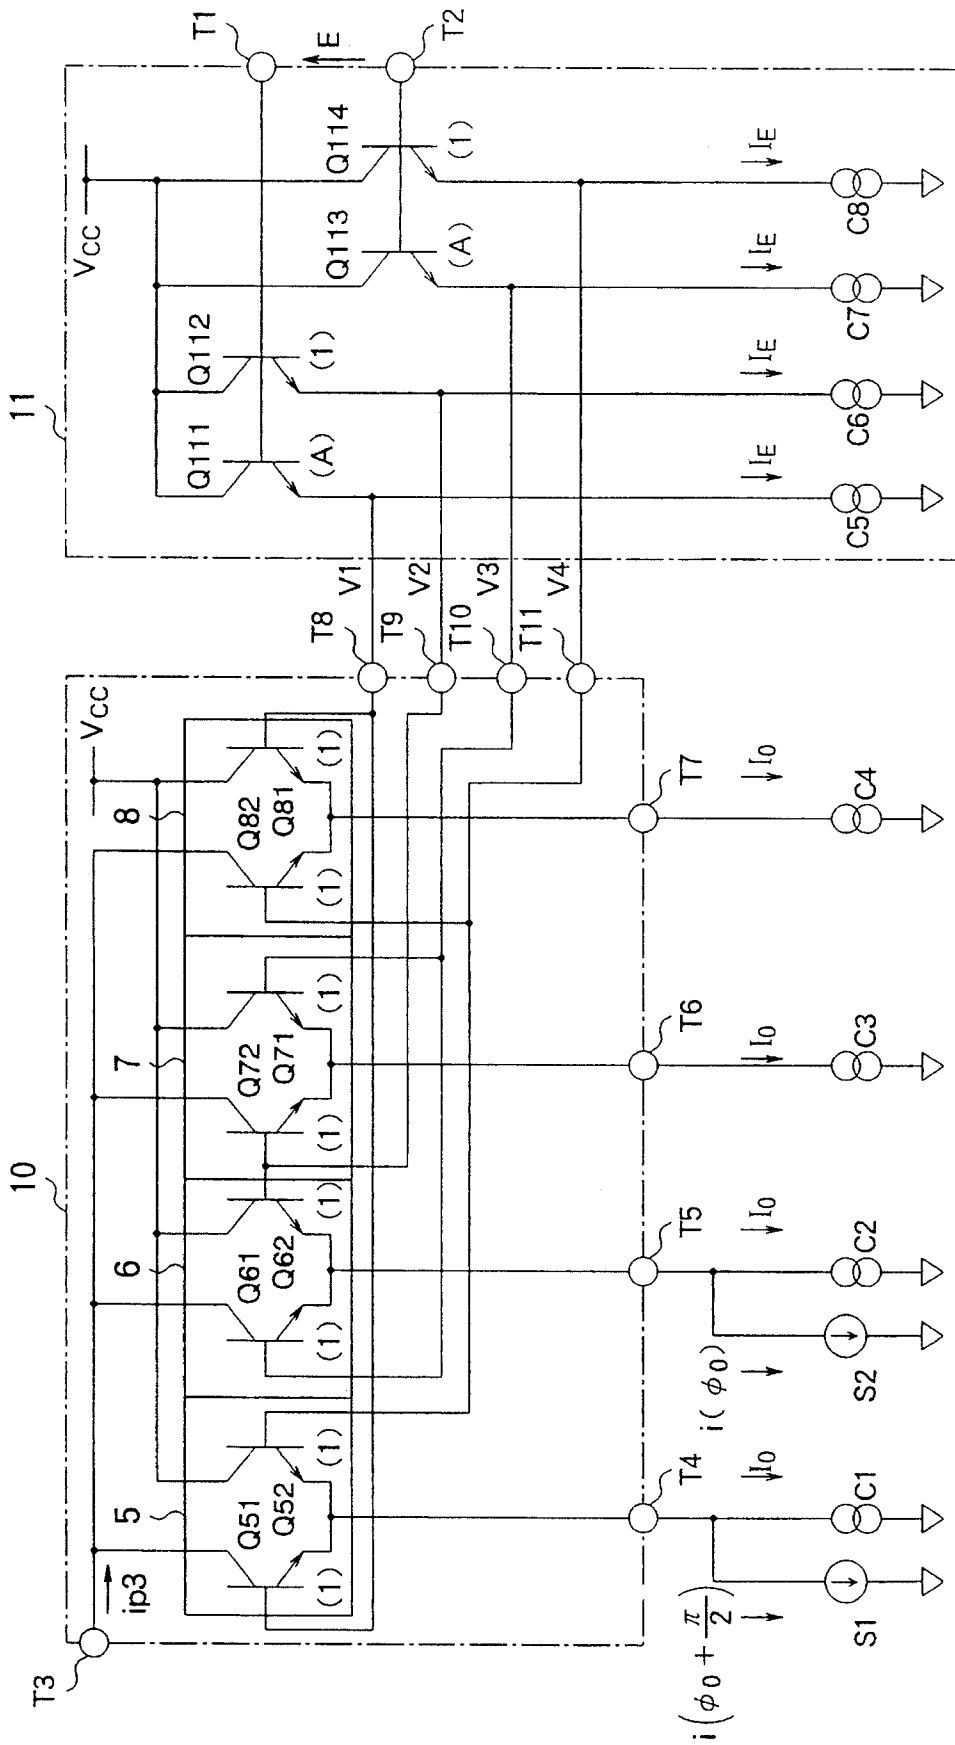 10
11
T3
ip3
5
6
7
8
VCC
Q51
Q52
(1)
(1)
Q61
Q62
(1)
(1)
Q72
Q71
(1)
(1)
Q82
Q81
(1)
(1)
T8
T9
T10
T11
V1
V2
V3
V4
VCC
Q111
(A)
Q112
(1)
Q113
(A)
Q114
(1)
T1
E
T2
T4
T5
T6
T7
i(ϕ0 + π/2)
I0
i(ϕ0)
I0
I0
I0
IE
IE
IE
IE
S1
C1
S2
C2
C3
C4
C5
C6
C7
C8